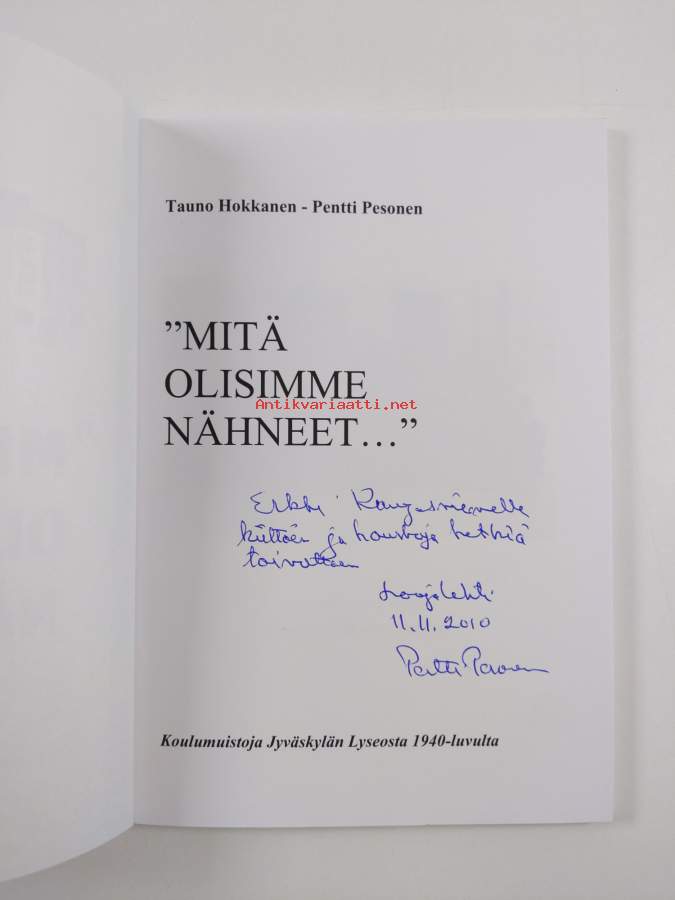 Tauno Hokkanen - Pentti Pesonen
”MITÄ
OLISIMME
NÄHNEET…”
Antikvariaatti.net
Erkki Kangasniemelle
kiittäen ja hauskoja hetkiä
toivottaen
11.11.2010
Pentti Pesonen
Koulumuistoja Jyväskylän Lyseosta 1940-luvulta